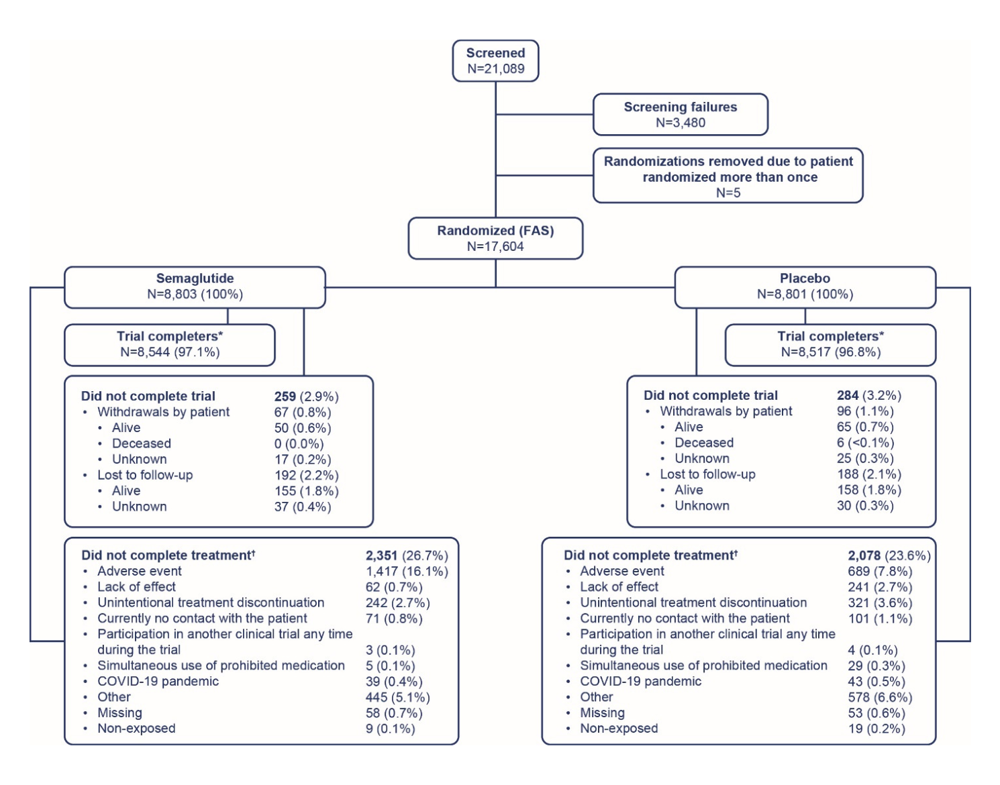 Screened
N=21,089
Screening failures
N=3,480
Randomizations removed due to patient
randomized more than once
N=5
Randomized (FAS)
N=17,604
Semaglutide
N=8,803 (100%)
Placebo
N=8,801 (100%)
Trial completers*
N=8,544 (97.1%)
Trial completers*
N=8,517 (96.8%)
Did not complete trial 259 (2.9%)
• Withdrawals by patient 67 (0.8%)
• Alive 50 (0.6%)
• Deceased 0 (0.0%)
• Unknown 17 (0.2%)
• Lost to follow-up 192 (2.2%)
• Alive 155 (1.8%)
• Unknown 37 (0.4%)
Did not complete trial 284 (3.2%)
• Withdrawals by patient 96 (1.1%)
• Alive 65 (0.7%)
• Deceased 6 (<0.1%)
• Unknown 25 (0.3%)
• Lost to follow-up 188 (2.1%)
• Alive 158 (1.8%)
• Unknown 30 (0.3%)
Did not complete treatment† 2,351 (26.7%)
• Adverse event 1,417 (16.1%)
• Lack of effect 62 (0.7%)
• Unintentional treatment discontinuation 242 (2.7%)
• Currently no contact with the patient 71 (0.8%)
• Participation in another clinical trial any time
during the trial 3 (0.1%)
• Simultaneous use of prohibited medication 5 (0.1%)
• COVID-19 pandemic 39 (0.4%)
• Other 445 (5.1%)
• Missing 58 (0.7%)
• Non-exposed 9 (0.1%)
Did not complete treatment† 2,078 (23.6%)
• Adverse event 689 (7.8%)
• Lack of effect 241 (2.7%)
• Unintentional treatment discontinuation 321 (3.6%)
• Currently no contact with the patient 101 (1.1%)
• Participation in another clinical trial any time
during the trial 4 (0.1%)
• Simultaneous use of prohibited medication 29 (0.3%)
• COVID-19 pandemic 43 (0.5%)
• Other 578 (6.6%)
• Missing 53 (0.6%)
• Non-exposed 19 (0.2%)